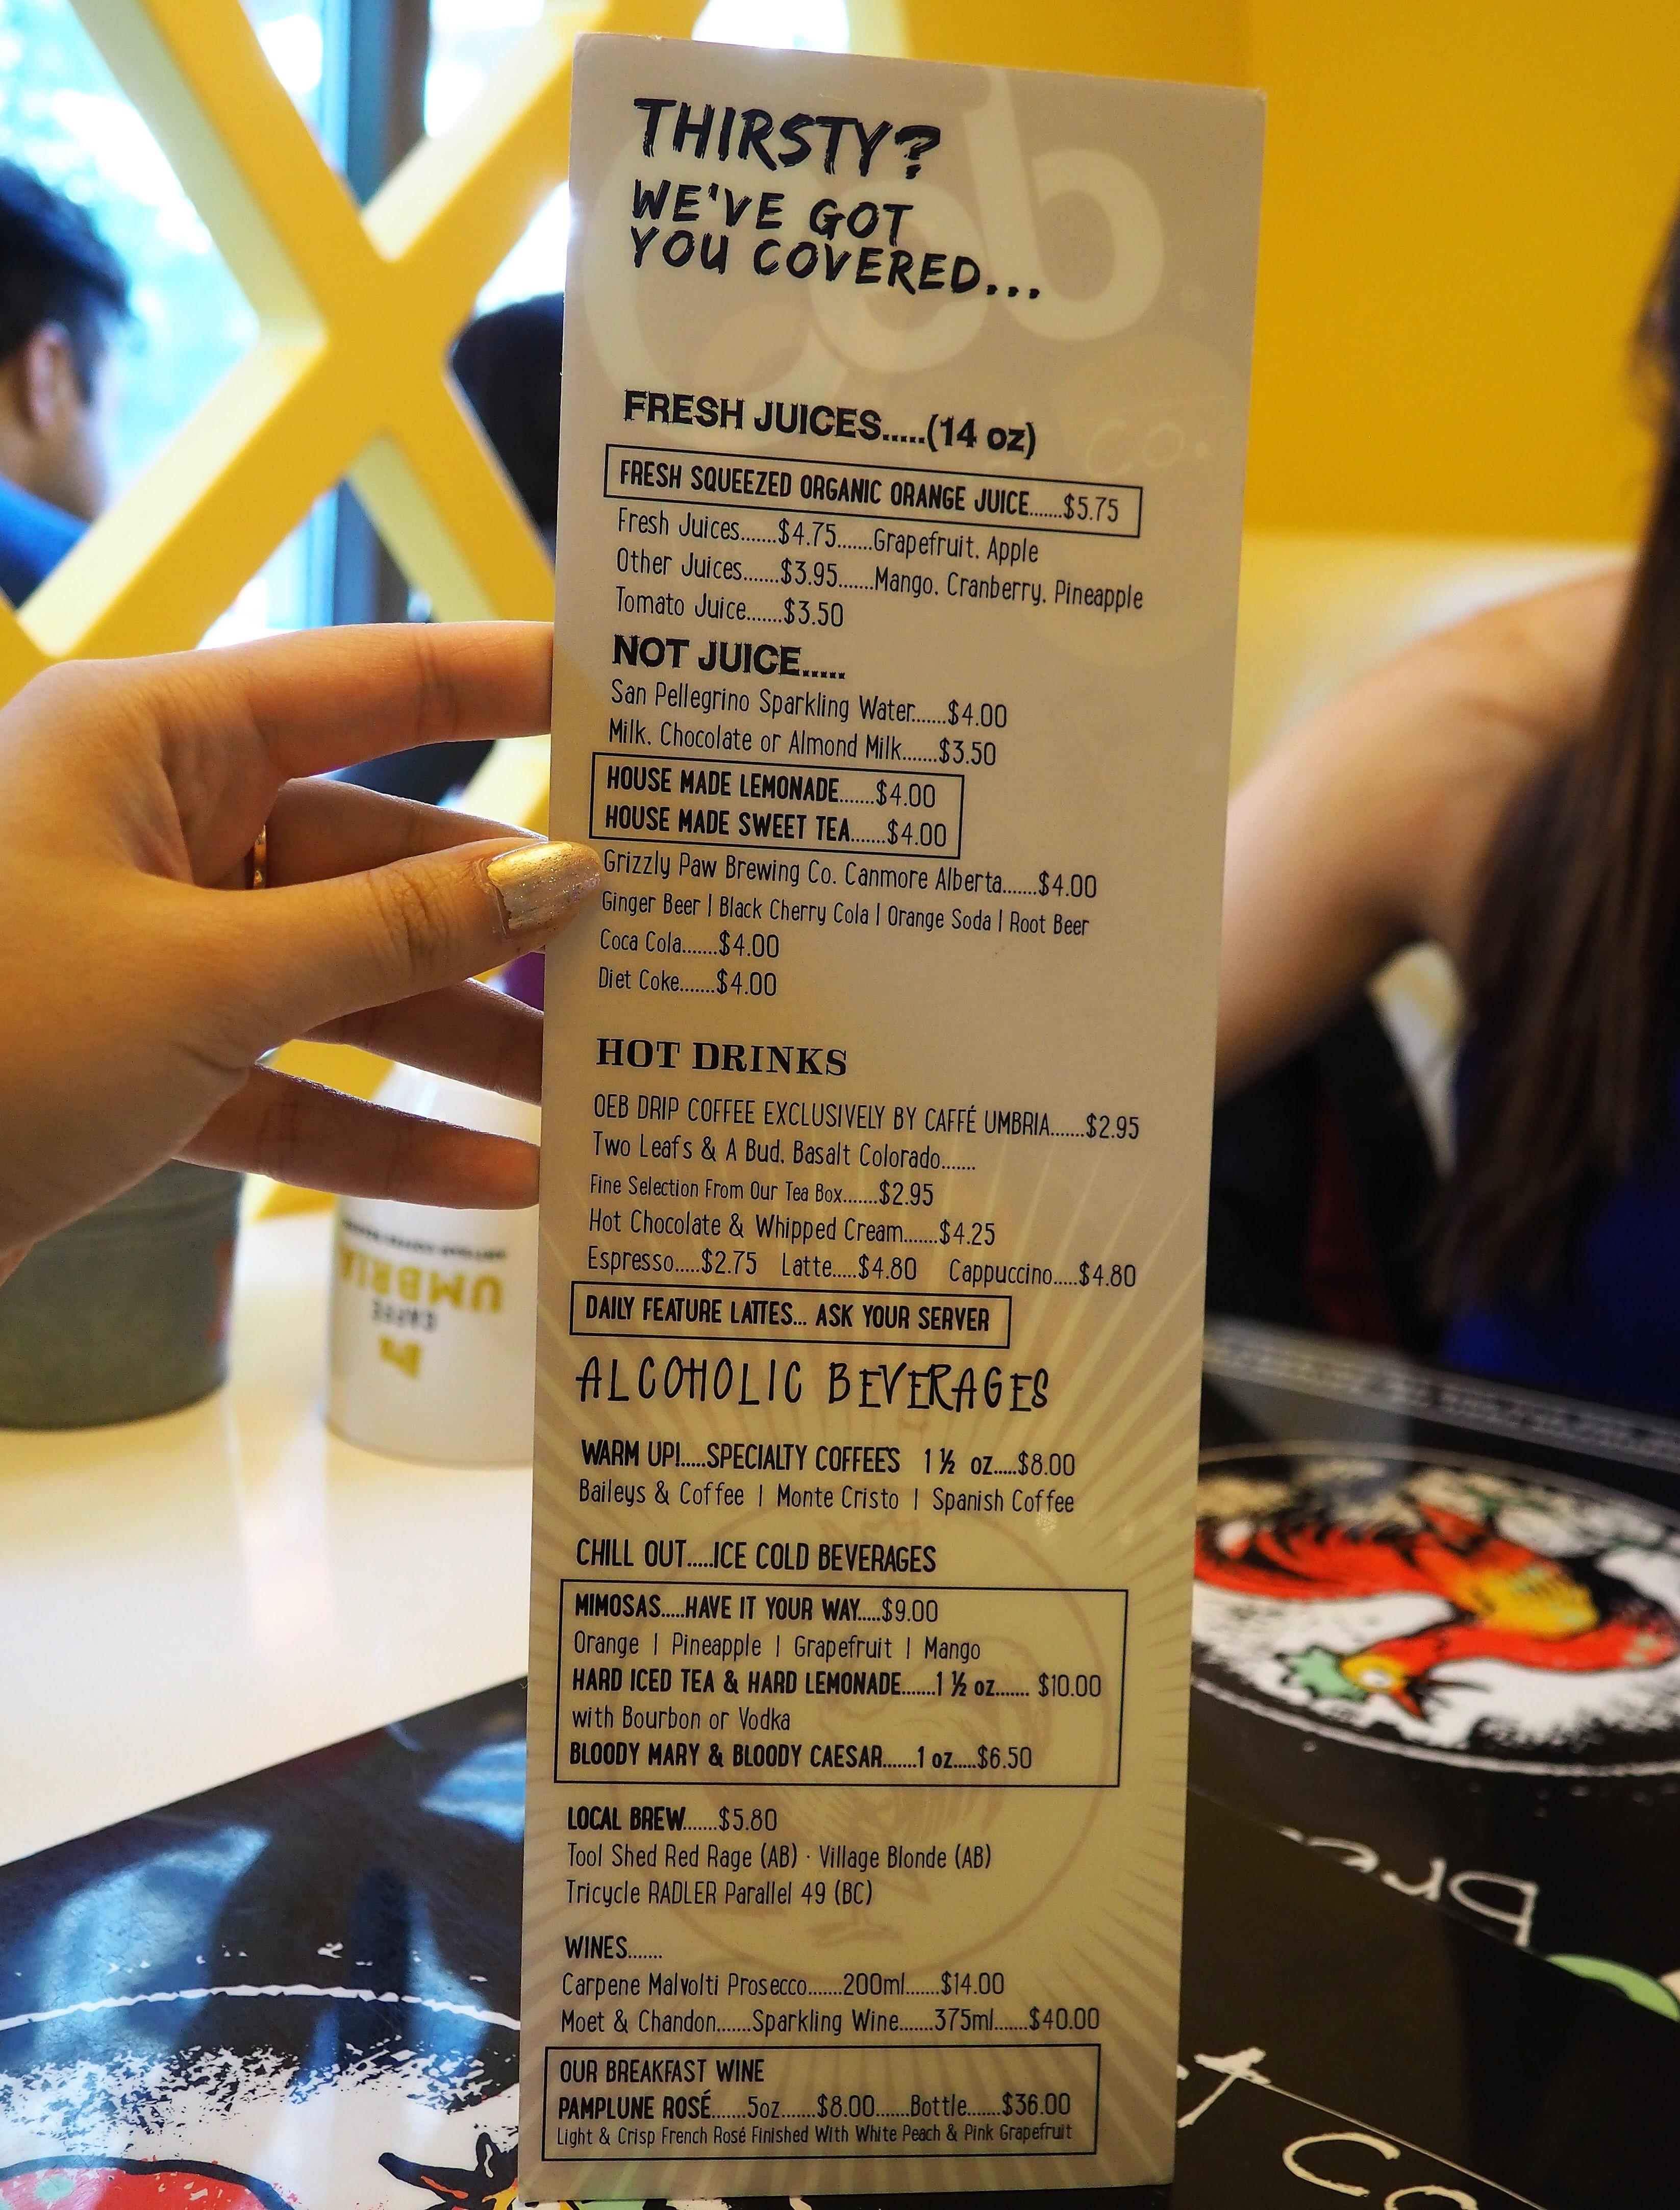 THIRSTY?
WE'VE GOT
YOU COVERED...
FRESH JUICES.....(14 oz)
FRESH SQUEEZED ORGANIC ORANGE JUICE.......$5.75
Fresh Juices.......$4.75.......Grapefruit, Apple
Other Juices.......$3.95.......Mango, Cranberry, Pineapple
Tomato Juice.......$3.50
NOT JUICE.....
San Pellegrino Sparkling Water.......$4.00
Milk, Chocolate or Almond Milk.......$3.50
HOUSE MADE LEMONADE.......$4.00
HOUSE MADE SWEET TEA.......$4.00
Grizzly Paw Brewing Co. Canmore Alberta.......$4.00
Ginger Beer | Black Cherry Cola | Orange Soda | Root Beer
Coca Cola.......$4.00
Diet Coke.......$4.00
HOT DRINKS
OEB DRIP COFFEE EXCLUSIVELY BY CAFFÉ UMBRIA.......$2.95
Two Leafs & A Bud, Basalt Colorado.......
Fine Selection From Our Tea Box.......$2.95
Hot Chocolate & Whipped Cream.......$4.25
Espresso.....$2.75 Latte.....$4.80 Cappuccino.....$4.80
DAILY FEATURE LATTES... ASK YOUR SERVER
ALCOHOLIC BEVERAGES
WARM UP!.....SPECIALTY COFFEE'S 1 ½ oz.....$8.00
Baileys & Coffee | Monte Cristo | Spanish Coffee
CHILL OUT.....ICE COLD BEVERAGES
MIMOSAS.....HAVE IT YOUR WAY.....$9.00
Orange | Pineapple | Grapefruit | Mango
HARD ICED TEA & HARD LEMONADE.......1 ½ oz....... $10.00
with Bourbon or Vodka
BLOODY MARY & BLOODY CAESAR.......1 oz.....$6.50
LOCAL BREW.......$5.80
Tool Shed Red Rage (AB) · Village Blonde (AB)
Tricycle RADLER Parallel 49 (BC)
WINES.......
Carpene Malvolti Prosecco.......200ml.......$14.00
Moet & Chandon.......Sparkling Wine.......375ml.......$40.00
OUR BREAKFAST WINE
PAMPLUNE ROSÉ.......5oz.......$8.00.......Bottle.......$36.00
Light & Crisp French Rosé Finished With White Peach & Pink Grapefruit
CAFFÉ
UMBRIA